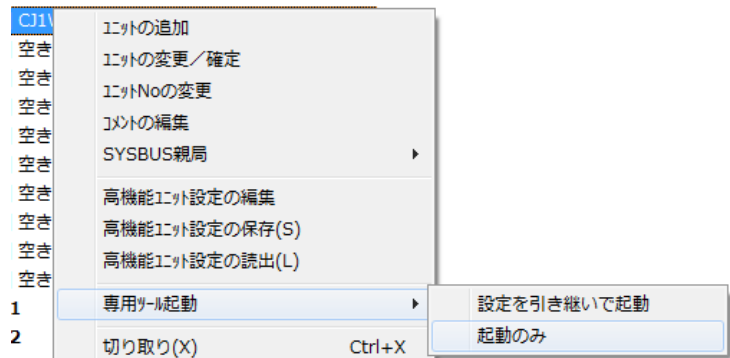 CJ1
ﾕﾆｯﾄの追加
空き
ﾕﾆｯﾄの変更／確定
空き
ﾕﾆｯﾄNoの変更
空き
ｺﾒﾝﾄの編集
空き
SYSBUS親局
空き
高機能ﾕﾆｯﾄ設定の編集
空き
高機能ﾕﾆｯﾄ設定の保存(S)
空き
高機能ﾕﾆｯﾄ設定の読出(L)
空き
空き
1
専用ﾂｰﾙ起動
設定を引き継いで起動
2
起動のみ
切り取り(X) Ctrl+X